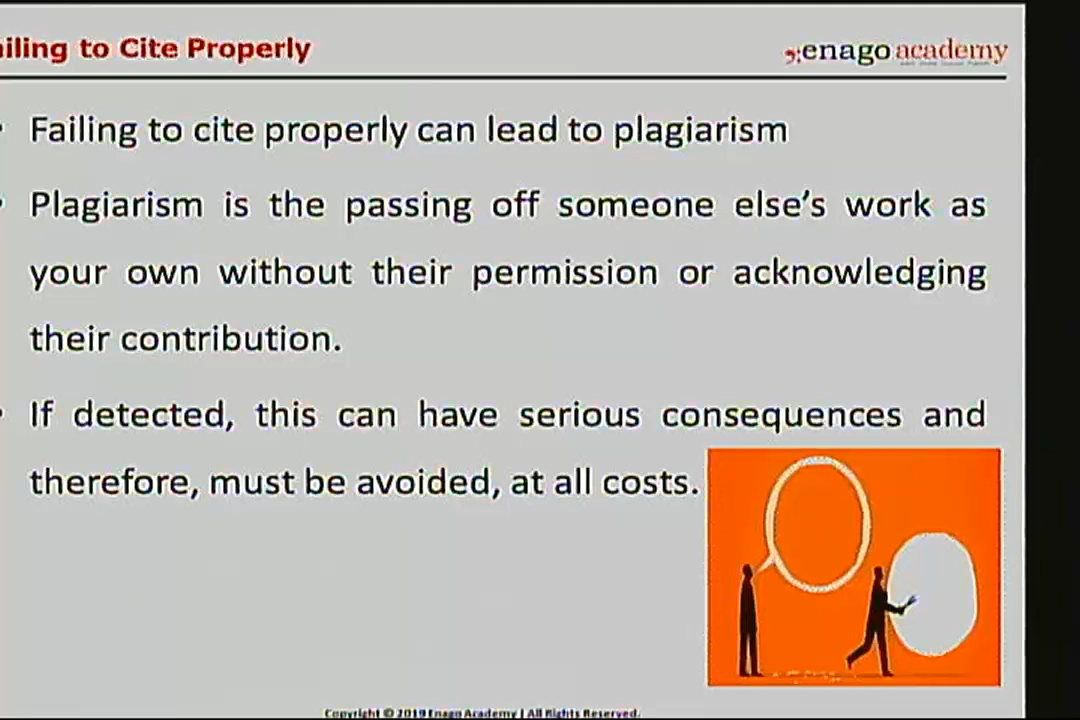 ailing to Cite Properly
enago academy
Failing to cite properly can lead to plagiarism
Plagiarism is the passing off someone else's work as
your own without their permission or acknowledging
their contribution.
If detected, this can have serious consequences and
therefore, must be avoided, at all costs.
Copyright © 2019 Enago Academy | All Rights Reserved.